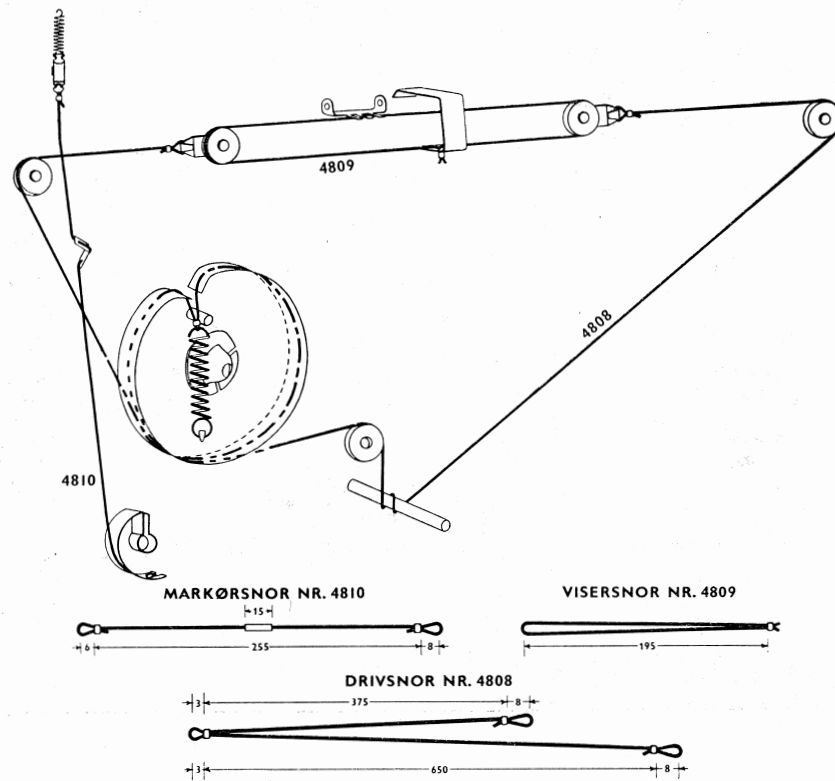 4809
4808
4810
MARKØRSNOR NR. 4810
15
6 255 8
VISERSNOR NR. 4809
195
DRIVSNOR NR. 4808
3 375 8
3 650 8